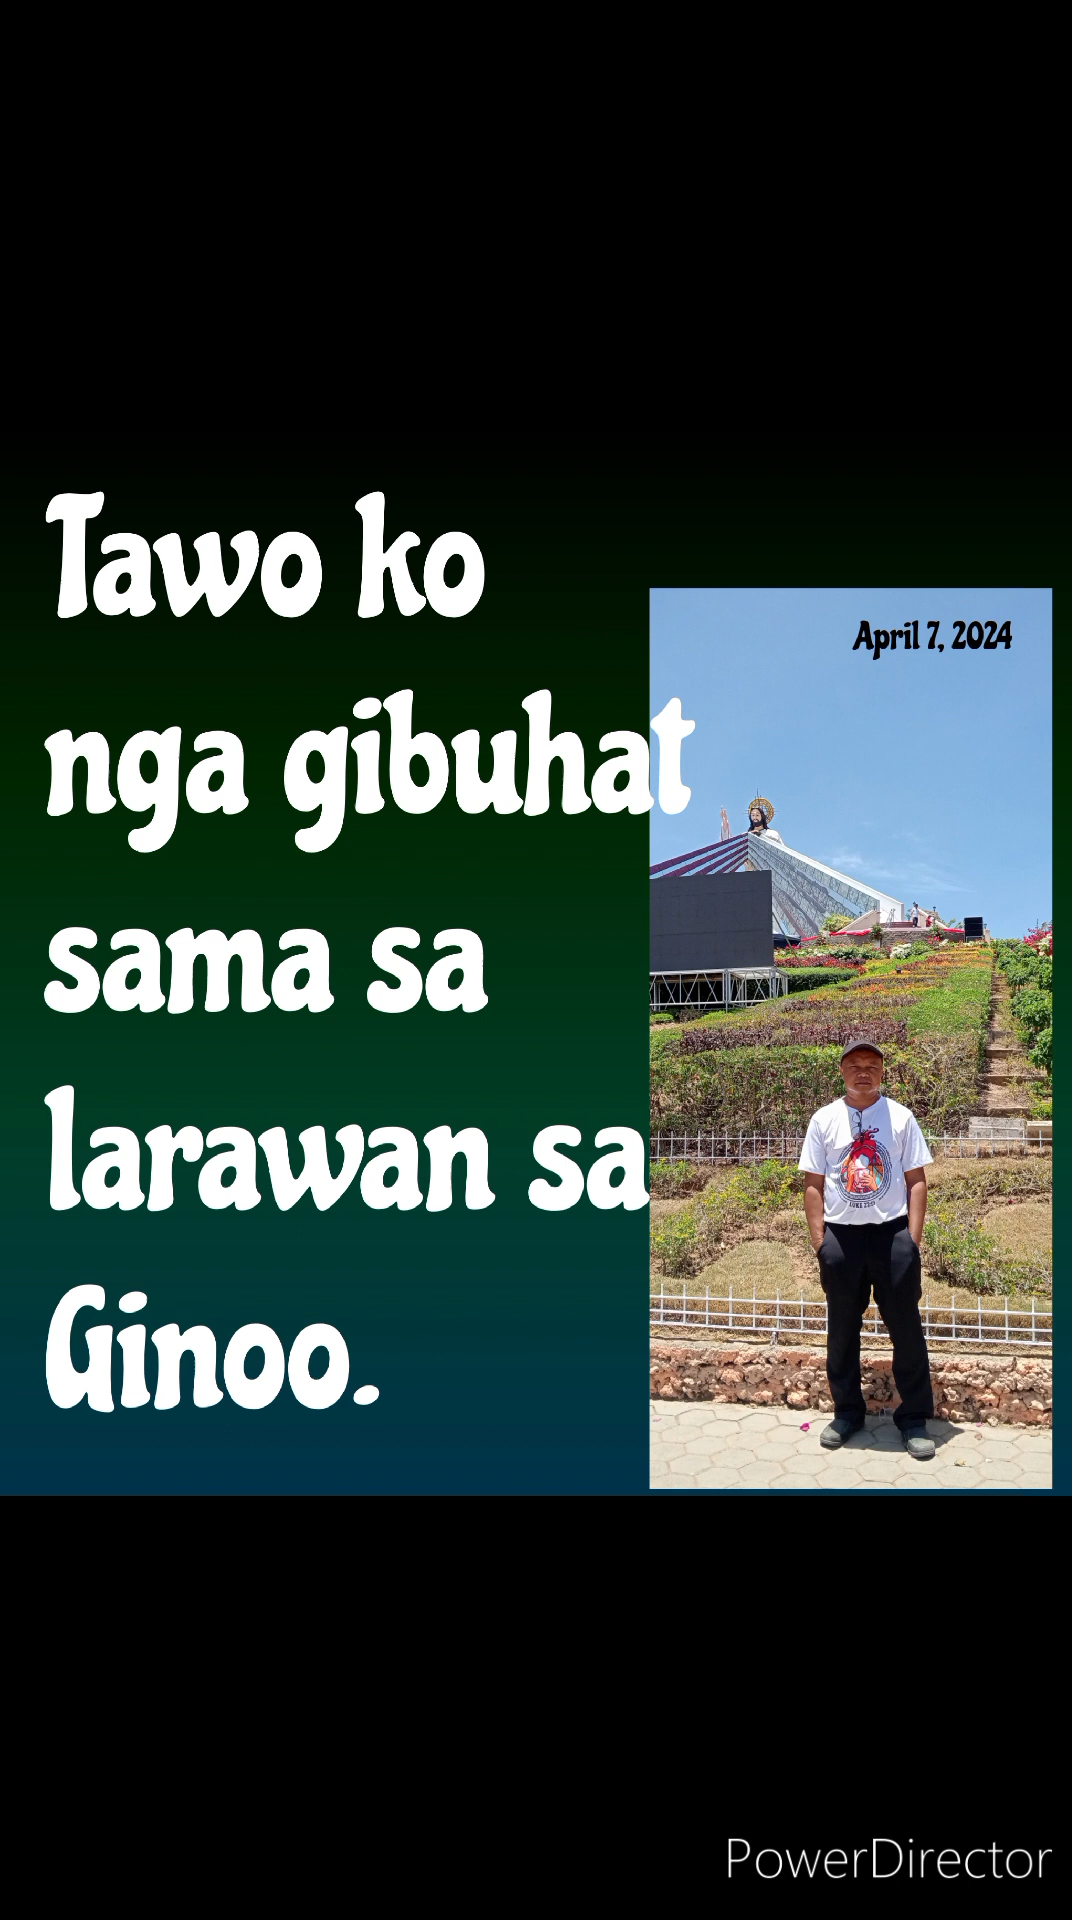 Tawo ko
nga gibuhat
sama sa
larawan sa
Ginoo.
April 7, 2024
PowerDirector